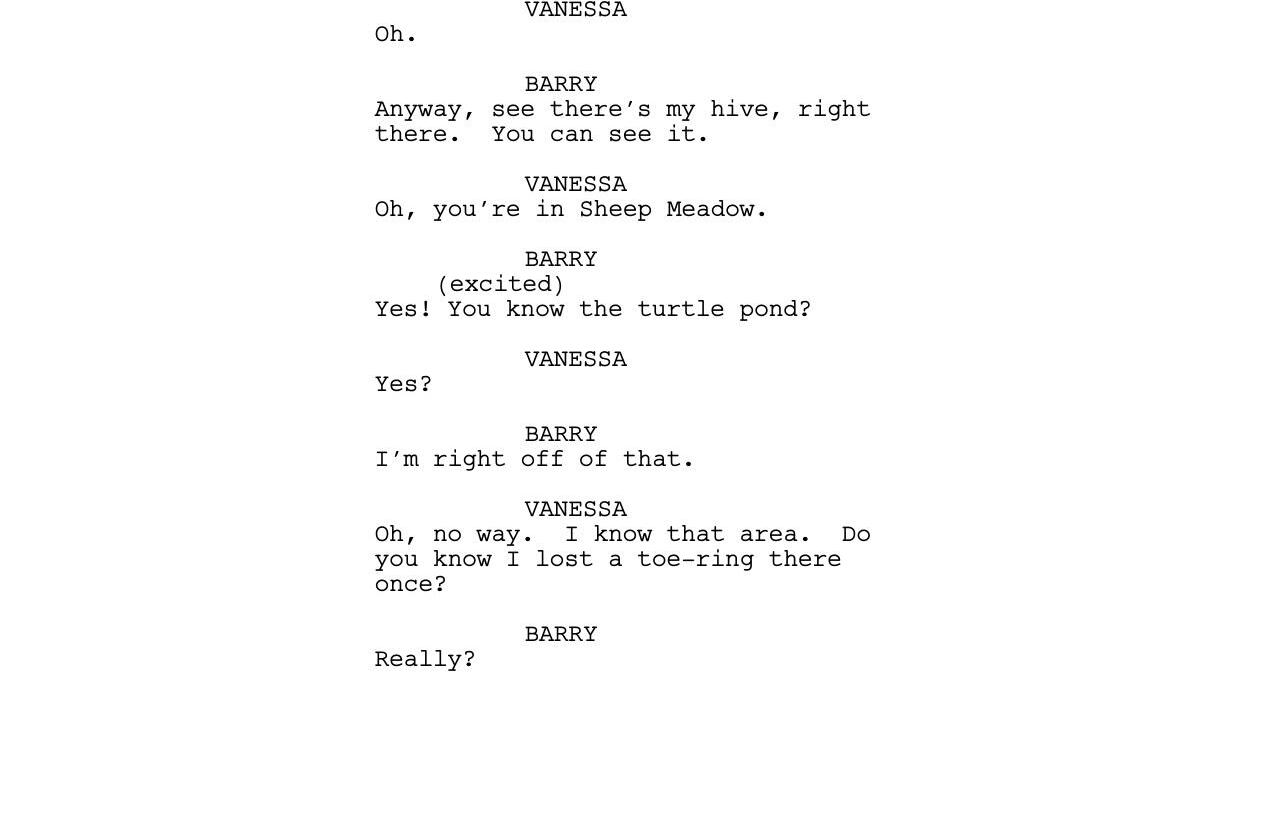 VANESSA
Oh.
BARRY
Anyway, see there's my hive, right
there.  You can see it.
VANESSA
Oh, you're in Sheep Meadow.
BARRY
(excited)
Yes! You know the turtle pond?
VANESSA
Yes?
BARRY
I'm right off of that.
VANESSA
Oh, no way.  I know that area.  Do
you know I lost a toe-ring there
once?
BARRY
Really?